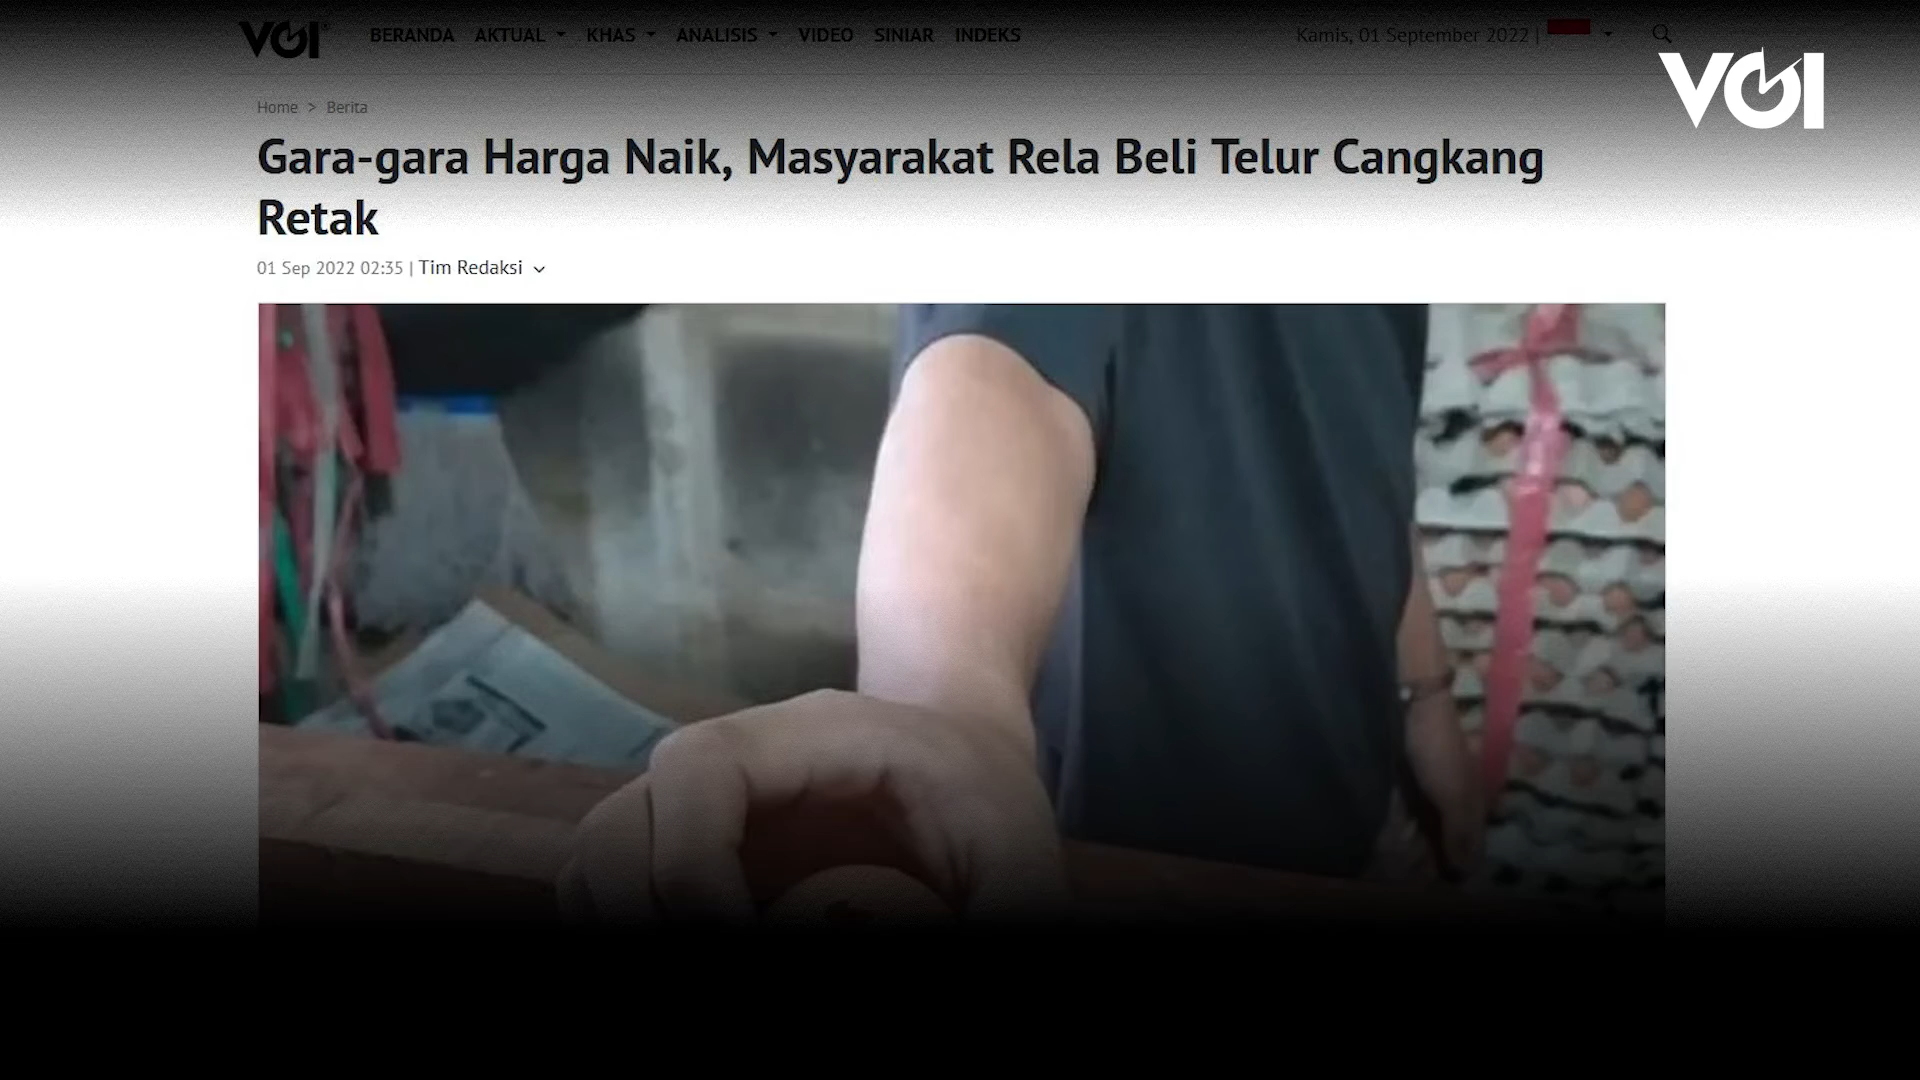 VOI BERANDA AKTUAL KHAS ANALISIS VIDEO SINIAR INDEKS Kamis, 01 September 2022 |
VOI
Home > Berita
Gara-gara Harga Naik, Masyarakat Rela Beli Telur Cangkang
Retak
01 Sep 2022 02:35 | Tim Redaksi